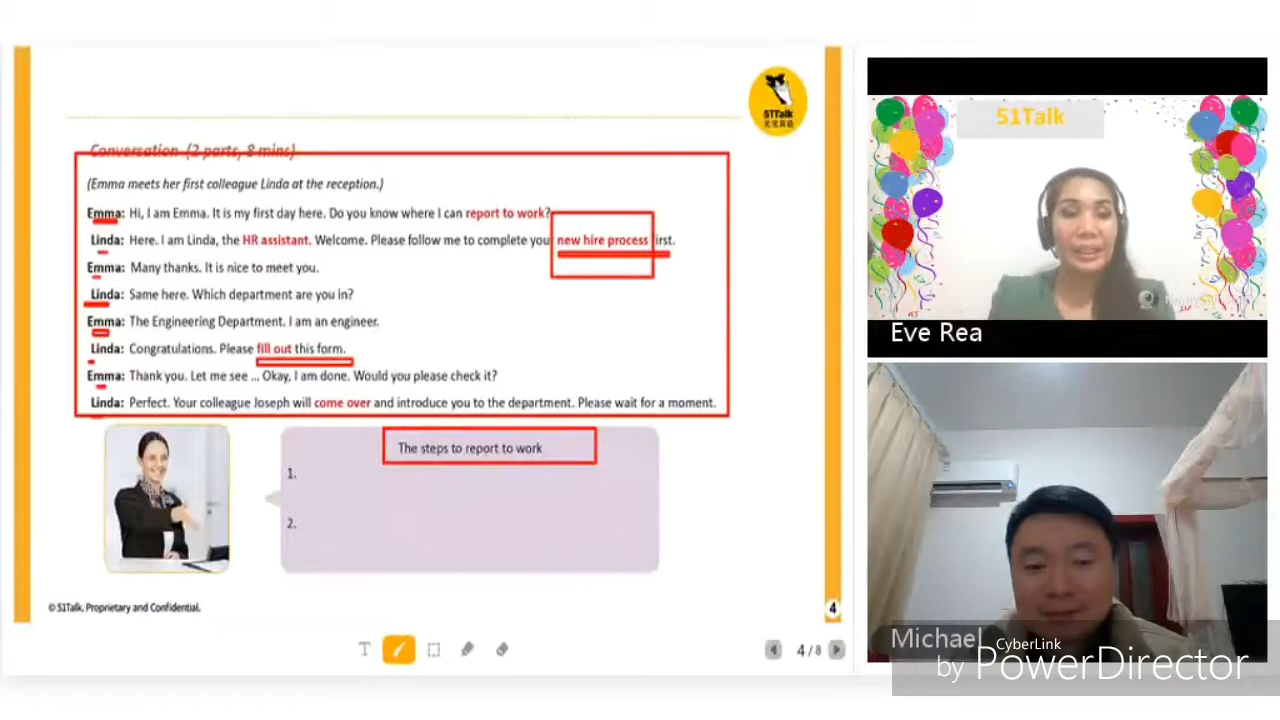 51Talk
Conversation (2 parts, 8 mins)
(Emma meets her first colleague Linda at the reception.)
Emma: Hi, I am Emma. It is my first day here. Do you know where I can report to work?
Linda: Here. I am Linda, the HR assistant. Welcome. Please follow me to complete you new hire process irst.
Emma: Many thanks. It is nice to meet you.
Linda: Same here. Which department are you in?
Emma: The Engineering Department. I am an engineer.
Linda: Congratulations. Please fill out this form.
Emma: Thank you. Let me see ... Okay, I am done. Would you please check it?
Linda: Perfect. Your colleague Joseph will come over and introduce you to the department. Please wait for a moment.
The steps to report to work
1.
2.
© 51Talk. Proprietary and Confidential.
4
T
4/8
51Talk
Eve Rea
Michael
CyberLink
by PowerDirector